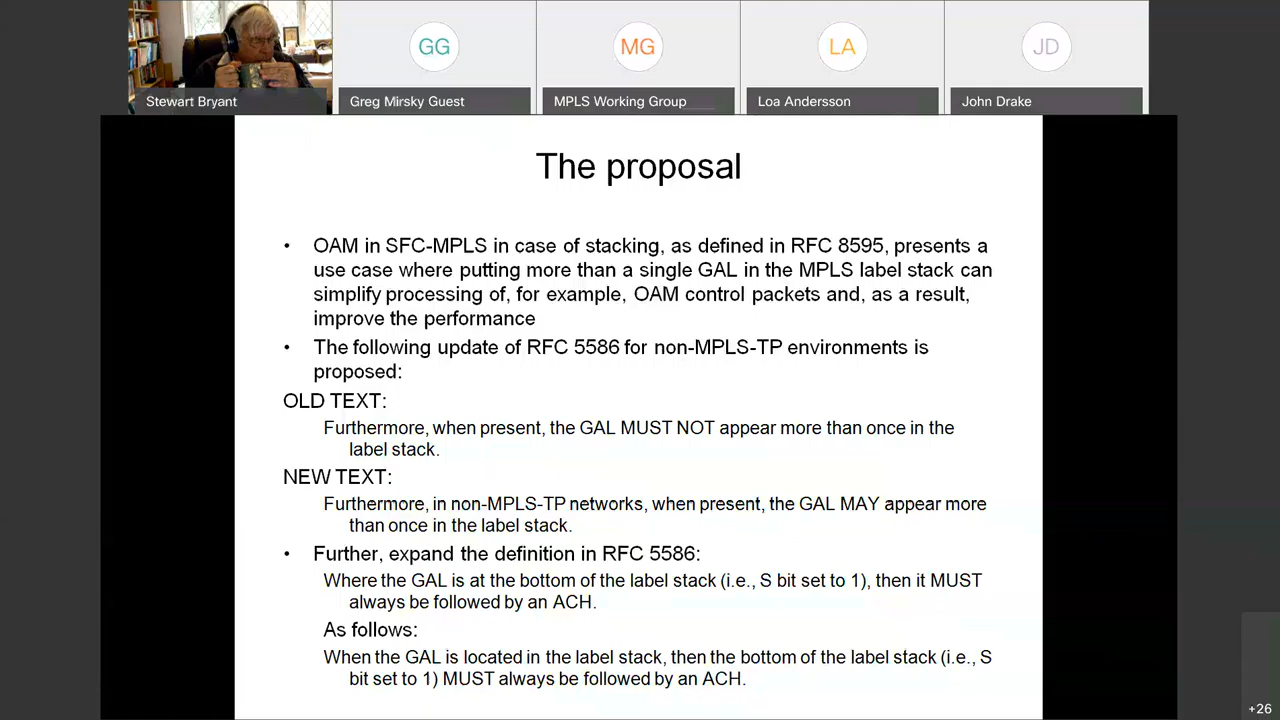 GG
MG
LA
JD
Stewart Bryant
Greg Mirsky Guest
MPLS Working Group
Loa Andersson
John Drake
The proposal
• OAM in SFC-MPLS in case of stacking, as defined in RFC 8595, presents a
use case where putting more than a single GAL in the MPLS label stack can
simplify processing of, for example, OAM control packets and, as a result,
improve the performance
• The following update of RFC 5586 for non-MPLS-TP environments is
proposed:
OLD TEXT:
Furthermore, when present, the GAL MUST NOT appear more than once in the
label stack.
NEW TEXT:
Furthermore, in non-MPLS-TP networks, when present, the GAL MAY appear more
than once in the label stack.
• Further, expand the definition in RFC 5586:
Where the GAL is at the bottom of the label stack (i.e., S bit set to 1), then it MUST
always be followed by an ACH.
As follows:
When the GAL is located in the label stack, then the bottom of the label stack (i.e., S
bit set to 1) MUST always be followed by an ACH.
+26